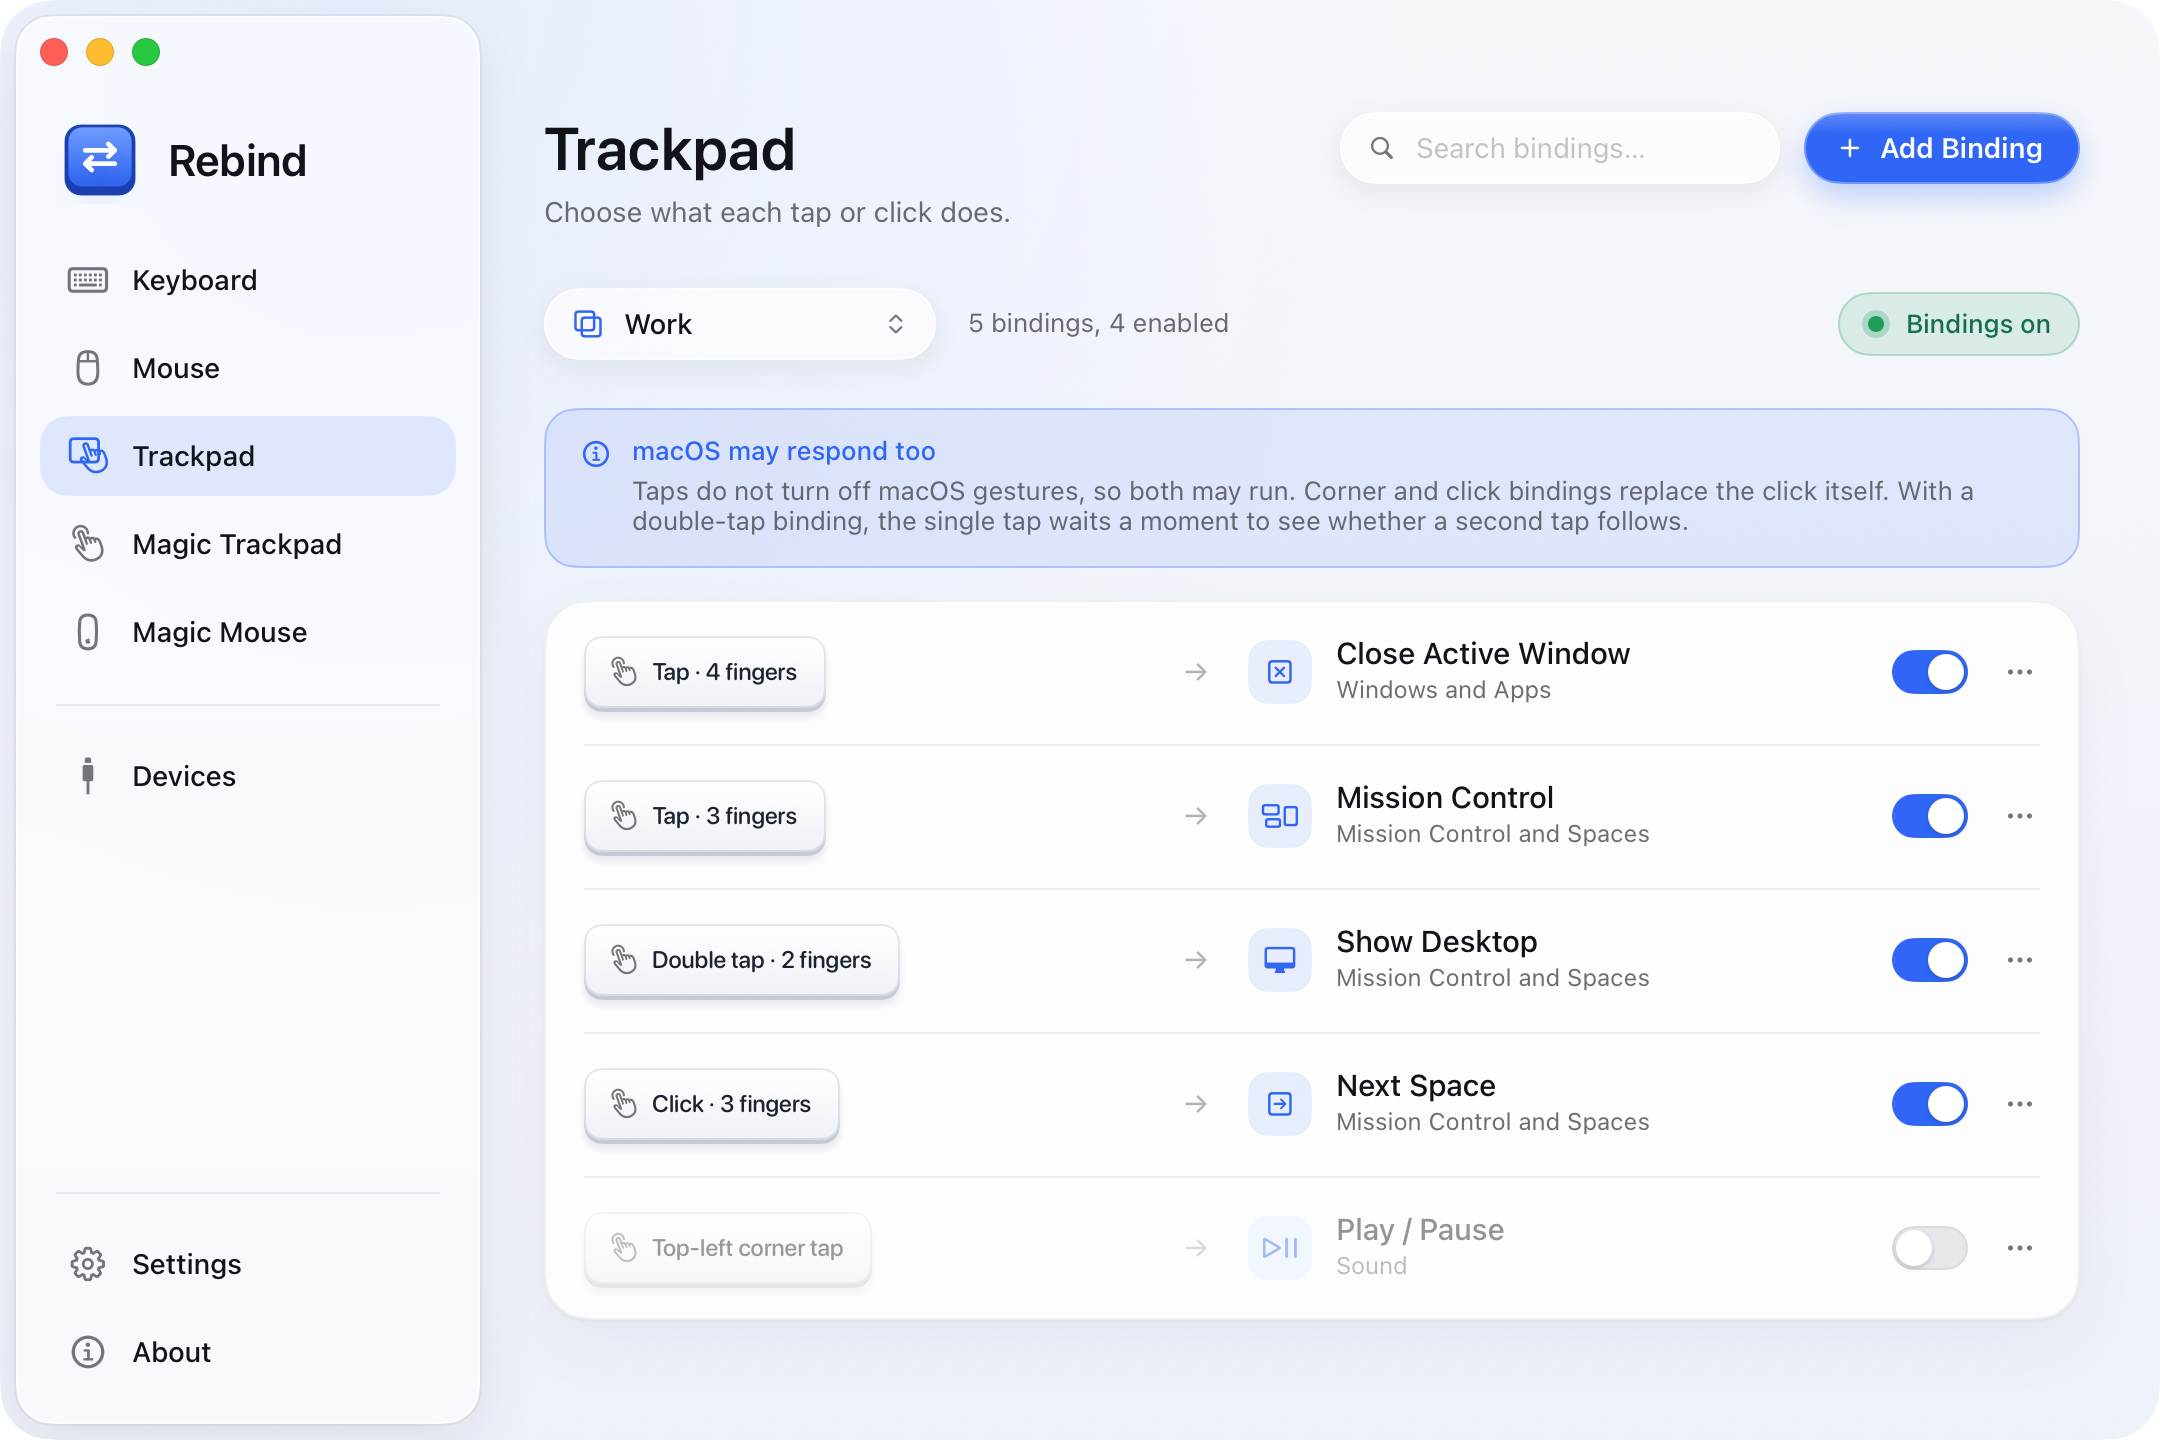 Rebind
Keyboard
Mouse
Trackpad
Magic Trackpad
Magic Mouse
Devices
Settings
About
Trackpad
Choose what each tap or click does.
Search bindings...
+ Add Binding
Work
5 bindings, 4 enabled
Bindings on
macOS may respond too
Taps do not turn off macOS gestures, so both may run. Corner and click bindings replace the click itself. With a
double-tap binding, the single tap waits a moment to see whether a second tap follows.
Tap · 4 fingers
Close Active Window
Windows and Apps
Tap · 3 fingers
Mission Control
Mission Control and Spaces
Double tap · 2 fingers
Show Desktop
Mission Control and Spaces
Click · 3 fingers
Next Space
Mission Control and Spaces
Top-left corner tap
Play / Pause
Sound